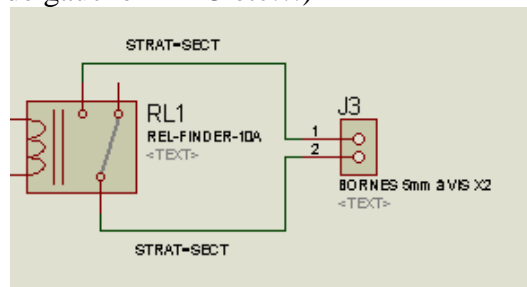 STRAT=SECT
RL1
REL-FINDER-10A
<TEXT>
J3
1
2
BORNES 5mm à VIS X2
<TEXT>
STRAT=SECT